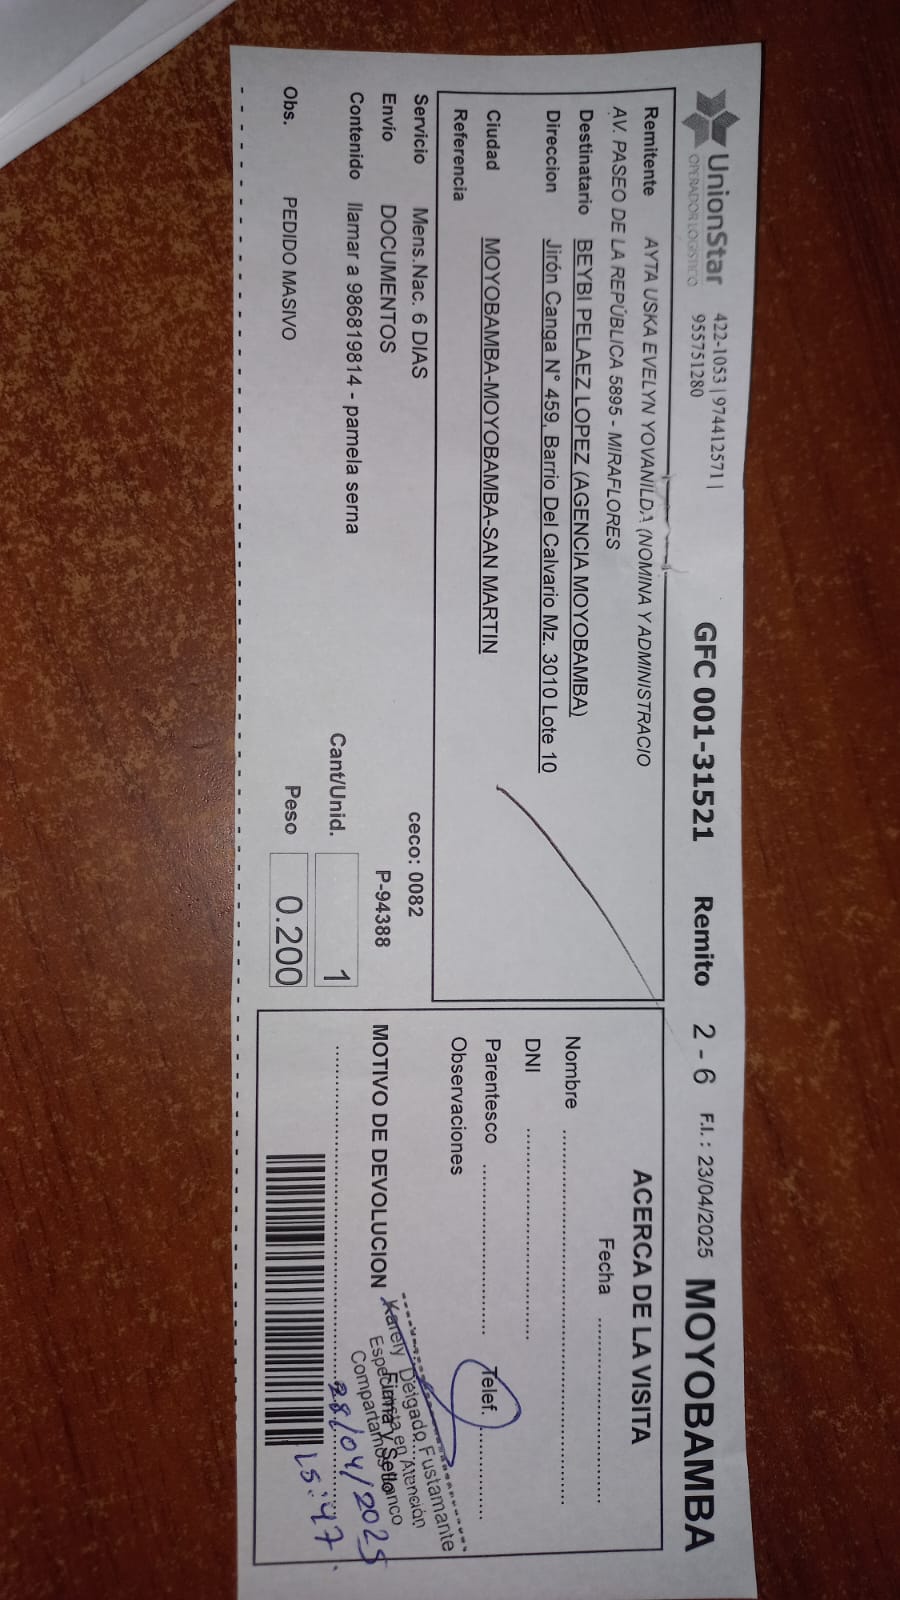 UnionStar
OPERADOR LOGISTICO
422-1053 | 974412571 |
955751280
GFC 001-31521 Remito 2 - 6 F.I. : 23/04/2025 MOYOBAMBA
Remitente AYTA USKA EVELYN YOVANILDA (NOMINA Y ADMINISTRACIO
AV. PASEO DE LA REPÚBLICA 5895 - MIRAFLORES
Destinatario BEYBI PELAEZ LOPEZ (AGENCIA MOYOBAMBA)
Direccion Jirón Canga N° 459, Barrio Del Calvario Mz. 3010 Lote 10
Ciudad MOYOBAMBA-MOYOBAMBA-SAN MARTIN
Referencia
Servicio Mens.Nac. 6 DIAS ceco: 0082
Envío DOCUMENTOS P-94388
Contenido llamar a 986819814 - pamela serna
Cant/Unid. 1
Obs. PEDIDO MASIVO Peso 0.200
ACERCA DE LA VISITA
Fecha
Nombre
DNI
Parentesco Telef.
Observaciones
MOTIVO DE DEVOLUCION
Karelly Delgado Fustamante
Especialista en Atención
Firma y Sello
28/04/2025
15:47